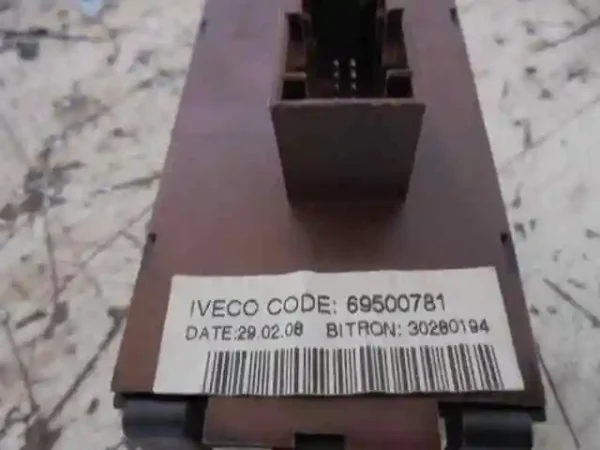 IVECO CODE: 69500781
DATE:29.02.08 BITRON: 30280194